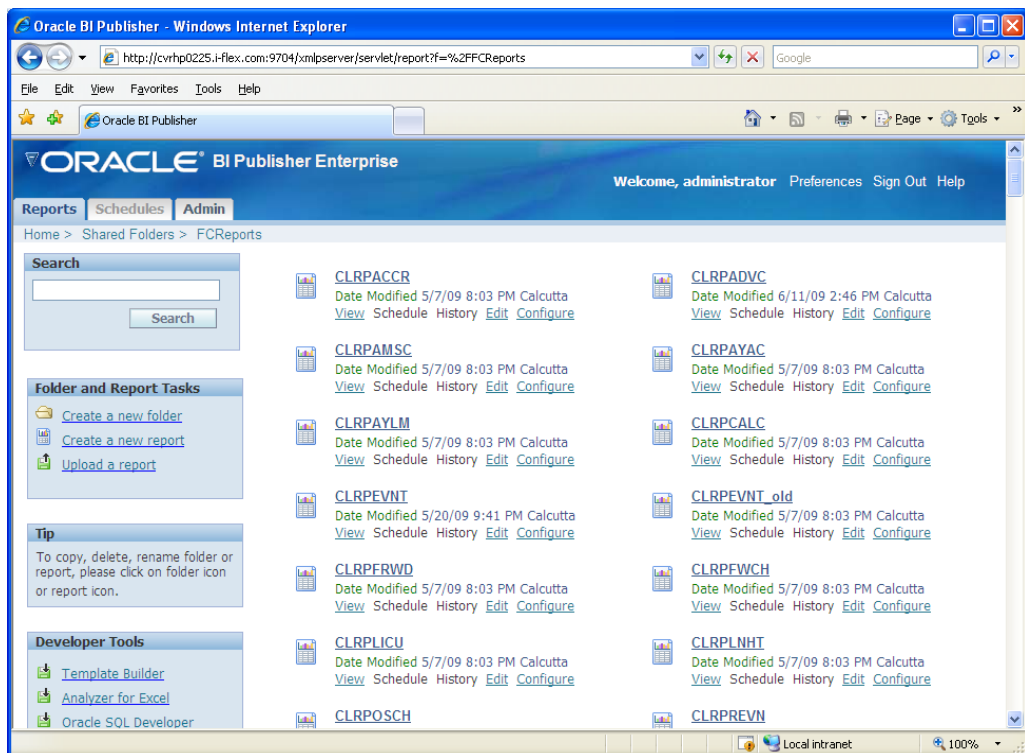 Oracle BI Publisher - Windows Internet Explorer
http://cvrhp0225.i-flex.com:9704/xmlpserver/servlet/report?f=%2FFCReports
Google
File Edit View Favorites Tools Help
Oracle BI Publisher
Page Tools »
ORACLE® BI Publisher Enterprise
Welcome, administrator Preferences Sign Out Help
Reports Schedules Admin
Home > Shared Folders > FCReports
Search
Search
Folder and Report Tasks
Create a new folder
Create a new report
Upload a report
Tip
To copy, delete, rename folder or
report, please click on folder icon
or report icon.
Developer Tools
Template Builder
Analyzer for Excel
Oracle SQL Developer
CLRPACCR
Date Modified 5/7/09 8:03 PM Calcutta
View Schedule History Edit Configure
CLRPADVC
Date Modified 6/11/09 2:46 PM Calcutta
View Schedule History Edit Configure
CLRPAMSC
Date Modified 5/7/09 8:03 PM Calcutta
View Schedule History Edit Configure
CLRPAYAC
Date Modified 5/7/09 8:03 PM Calcutta
View Schedule History Edit Configure
CLRPAYLM
Date Modified 5/7/09 8:03 PM Calcutta
View Schedule History Edit Configure
CLRPCALC
Date Modified 5/7/09 8:03 PM Calcutta
View Schedule History Edit Configure
CLRPEVNT
Date Modified 5/20/09 9:41 PM Calcutta
View Schedule History Edit Configure
CLRPEVNT_old
Date Modified 5/7/09 8:03 PM Calcutta
View Schedule History Edit Configure
CLRPFRWD
Date Modified 5/7/09 8:03 PM Calcutta
View Schedule History Edit Configure
CLRPFWCH
Date Modified 5/7/09 8:03 PM Calcutta
View Schedule History Edit Configure
CLRPLICU
Date Modified 5/7/09 8:03 PM Calcutta
View Schedule History Edit Configure
CLRPLNHT
Date Modified 5/7/09 8:03 PM Calcutta
View Schedule History Edit Configure
CLRPOSCH
CLRPREVN
Local intranet
100%